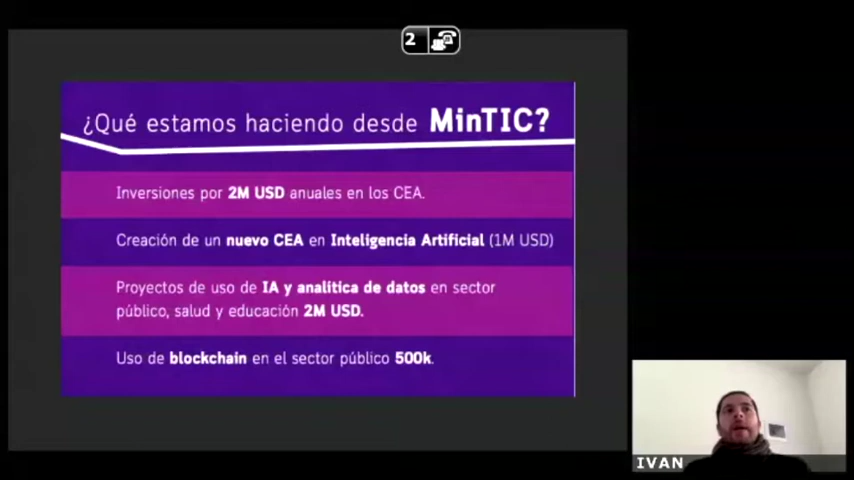 2
¿Qué estamos haciendo desde MinTIC?
Inversiones por 2M USD anuales en los CEA.
Creación de un nuevo CEA en Inteligencia Artificial (1M USD)
Proyectos de uso de IA y analítica de datos en sector
público, salud y educación 2M USD.
Uso de blockchain en el sector público 500k.
IVAN